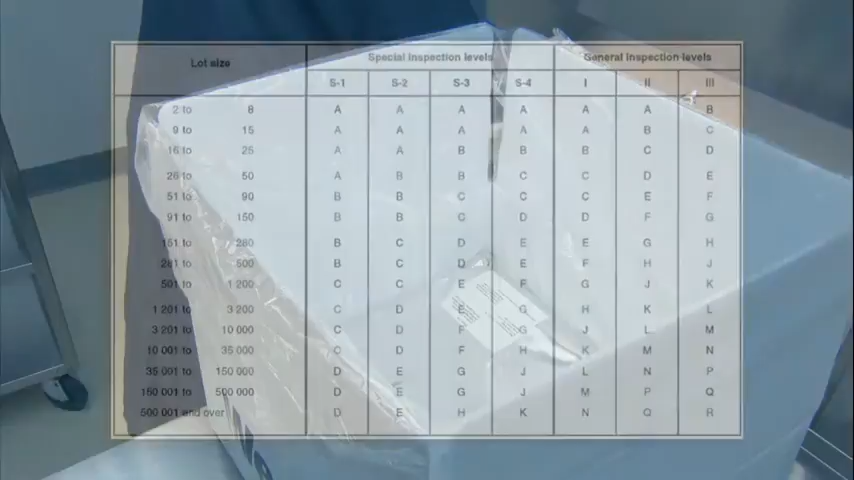 Lot size Special inspection levels General inspection levels
S-1 S-2 S-3 S-4 I II III
2 to 8 A A A A A A B
9 to 15 A A A A A B C
16 to 25 A A B B B C D
26 to 50 A B B C C D E
51 to 90 B B C C C E F
91 to 150 B B C D D F G
151 to 280 B C D E E G H
281 to 500 B C D E F H J
501 to 1 200 C C E F G J K
1 201 to 3 200 C D E G H K L
3 201 to 10 000 C D F G J L M
10 001 to 35 000 C D F H K M N
35 001 to 150 000 D E G J L N P
150 001 to 500 000 D E G J M P Q
500 001 and over D E H K N Q R